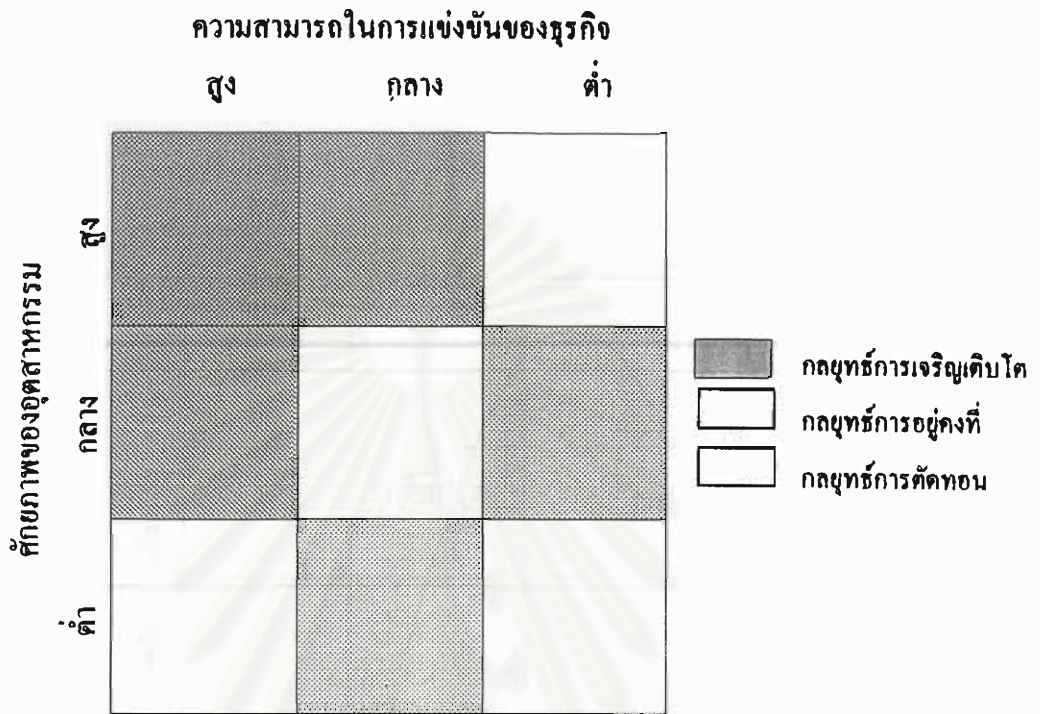 ความสามารถในการแข่งขันของธุรกิจ
สูง กลาง ต่ำ
ศักยภาพของอุตสาหกรรม
สูง
กลาง
ต่ำ
กลยุทธ์การเจริญเติบโต
กลยุทธ์การอยู่คงที่
กลยุทธ์การตัดทอน